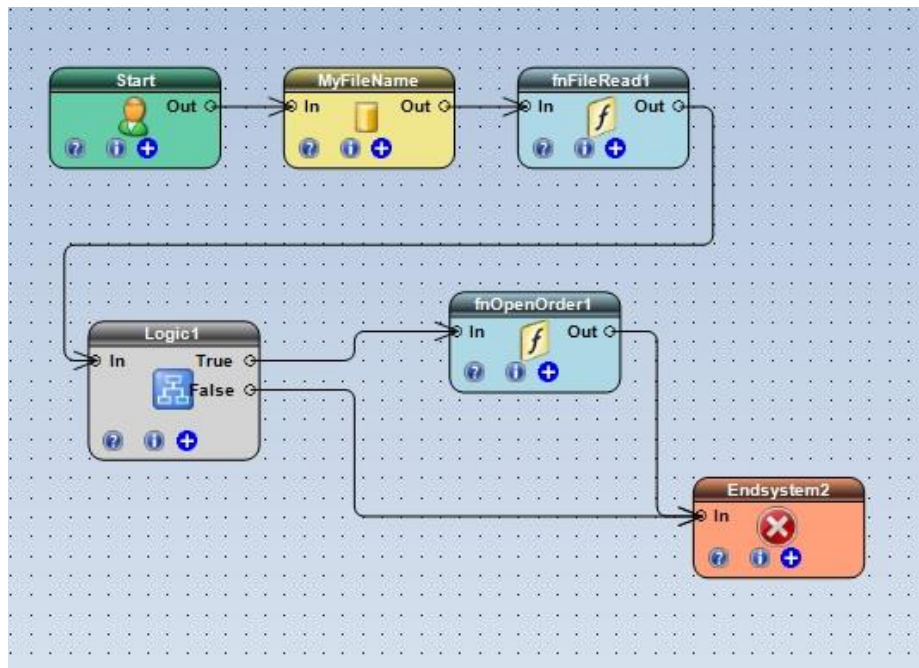 Start
Out
MyFileName
In
Out
fnFileRead1
In
Out
Logic1
In
True
False
fnOpenOrder1
In
Out
Endsystem2
In